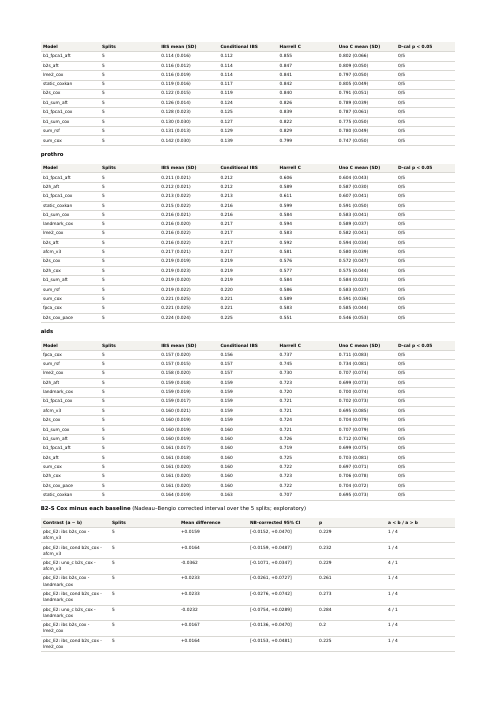 Model Splits IBS mean (SD) Conditional IBS Harrell C Uno C mean (SD) D-cal p < 0.05
b1_fpca1_aft 5 0.114 (0.016) 0.112 0.855 0.802 (0.066) 0/5
b2s_aft 5 0.116 (0.012) 0.114 0.847 0.809 (0.050) 0/5
lme2_cox 5 0.119 (0.016) 0.114 0.841 0.797 (0.050) 0/5
static_coxlan 5 0.119 (0.016) 0.117 0.842 0.805 (0.049) 0/5
b2s_cox 5 0.122 (0.015) 0.119 0.840 0.791 (0.051) 0/5
b1_sum_aft 5 0.126 (0.014) 0.124 0.826 0.789 (0.039) 0/5
b1_fpca1_cox 5 0.128 (0.023) 0.125 0.839 0.787 (0.061) 0/5
b1_sum_cox 5 0.130 (0.030) 0.127 0.822 0.775 (0.050) 0/5
sum_rsf 5 0.131 (0.013) 0.129 0.829 0.780 (0.049) 0/5
sum_cox 5 0.142 (0.030) 0.139 0.799 0.747 (0.050) 0/5
prothro
Model Splits IBS mean (SD) Conditional IBS Harrell C Uno C mean (SD) D-cal p < 0.05
b1_fpca1_aft 5 0.211 (0.021) 0.212 0.606 0.604 (0.043) 0/5
b2h_aft 5 0.212 (0.021) 0.212 0.589 0.587 (0.030) 0/5
b1_fpca1_cox 5 0.213 (0.022) 0.213 0.611 0.607 (0.041) 0/5
static_coxlan 5 0.215 (0.022) 0.216 0.599 0.591 (0.050) 0/5
b1_sum_cox 5 0.216 (0.021) 0.216 0.584 0.583 (0.041) 0/5
landmark_cox 5 0.216 (0.020) 0.217 0.594 0.589 (0.037) 0/5
lme2_cox 5 0.216 (0.022) 0.217 0.583 0.582 (0.041) 0/5
b2s_aft 5 0.216 (0.022) 0.217 0.592 0.594 (0.034) 0/5
afcm_v3 5 0.217 (0.021) 0.217 0.581 0.580 (0.039) 0/5
b2s_cox 5 0.219 (0.019) 0.219 0.576 0.572 (0.047) 0/5
b2h_cox 5 0.219 (0.023) 0.219 0.577 0.575 (0.044) 0/5
b1_sum_aft 5 0.219 (0.020) 0.219 0.584 0.584 (0.023) 0/5
sum_rsf 5 0.219 (0.022) 0.220 0.586 0.583 (0.037) 0/5
sum_cox 5 0.221 (0.025) 0.221 0.589 0.591 (0.036) 0/5
fpca_cox 5 0.221 (0.025) 0.221 0.583 0.585 (0.044) 0/5
b2s_cox_pace 5 0.224 (0.024) 0.225 0.551 0.546 (0.053) 0/5
aids
Model Splits IBS mean (SD) Conditional IBS Harrell C Uno C mean (SD) D-cal p < 0.05
fpca_cox 5 0.157 (0.020) 0.156 0.737 0.711 (0.083) 0/5
sum_rsf 5 0.157 (0.015) 0.157 0.745 0.734 (0.081) 0/5
lme2_cox 5 0.158 (0.020) 0.157 0.730 0.707 (0.074) 0/5
b2h_aft 5 0.159 (0.018) 0.159 0.723 0.699 (0.073) 0/5
landmark_cox 5 0.159 (0.019) 0.159 0.720 0.700 (0.074) 0/5
b1_fpca1_cox 5 0.159 (0.017) 0.159 0.721 0.702 (0.073) 0/5
afcm_v3 5 0.160 (0.021) 0.159 0.721 0.695 (0.085) 0/5
b2s_cox 5 0.160 (0.019) 0.159 0.724 0.704 (0.079) 0/5
b1_sum_cox 5 0.160 (0.019) 0.160 0.721 0.707 (0.079) 0/5
b1_sum_aft 5 0.160 (0.019) 0.160 0.726 0.712 (0.076) 0/5
b1_fpca1_aft 5 0.161 (0.017) 0.160 0.719 0.699 (0.075) 0/5
b2s_aft 5 0.161 (0.018) 0.160 0.725 0.703 (0.081) 0/5
sum_cox 5 0.161 (0.020) 0.160 0.722 0.697 (0.071) 0/5
b2h_cox 5 0.161 (0.020) 0.160 0.723 0.706 (0.078) 0/5
b2s_cox_pace 5 0.161 (0.020) 0.160 0.722 0.704 (0.072) 0/5
static_coxlan 5 0.164 (0.019) 0.163 0.707 0.695 (0.073) 0/5
B2-S Cox minus each baseline (Nadeau-Bengio corrected interval over the 5 splits; exploratory)
Contrast (a − b) Splits Mean difference NB-corrected 95% CI p a < b / a > b
pbc_E2: ibs b2s_cox - afcm_v3 5 +0.0159 [-0.0152, +0.0470] 0.229 1 / 4
pbc_E2: ibs_cond b2s_cox - afcm_v3 5 +0.0164 [-0.0159, +0.0487] 0.232 1 / 4
pbc_E2: uno_c b2s_cox - afcm_v3 5 -0.0362 [-0.1071, +0.0347] 0.229 4 / 1
pbc_E2: ibs b2s_cox - landmark_cox 5 +0.0233 [-0.0261, +0.0727] 0.261 1 / 4
pbc_E2: ibs_cond b2s_cox - landmark_cox 5 +0.0233 [-0.0276, +0.0742] 0.273 1 / 4
pbc_E2: uno_c b2s_cox - landmark_cox 5 -0.0232 [-0.0754, +0.0289] 0.284 4 / 1
pbc_E2: ibs b2s_cox - lme2_cox 5 +0.0167 [-0.0136, +0.0470] 0.2 1 / 4
pbc_E2: ibs_cond b2s_cox - lme2_cox 5 +0.0164 [-0.0153, +0.0481] 0.225 1 / 4